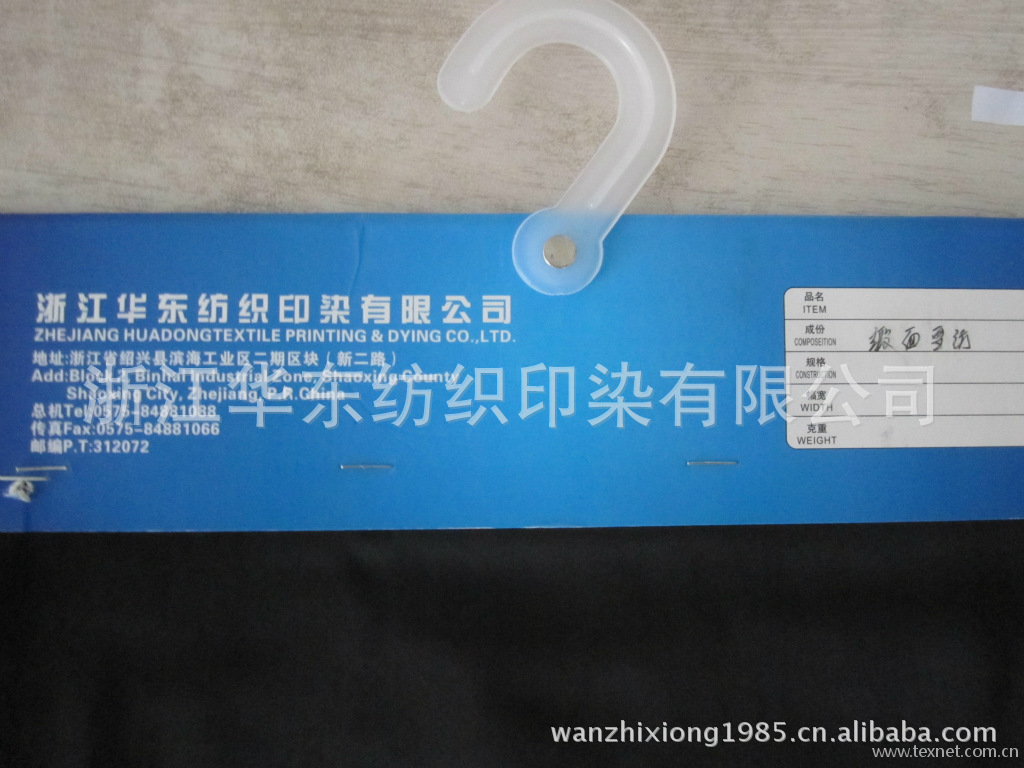 浙江华东纺织印染有限公司
ZHEJIANG HUADONGTEXTILE PRINTING & DYING CO.,LTD.
地址:浙江省绍兴县滨海工业区二期区块（新二路）
Add: Binhai Industrial Zone, Shaoxing County
Shaoxing City, Zhejiang, P.R.China
总机Tel:0575-84881038
传真Fax:0575-84881066
邮编P.T:312072
品名
ITEM
成份
COMPOSEITION
缎面
规格
CONSTRUCTION
幅宽
WIDTH
克重
WEIGHT
浙江华东纺织印染有限公司
wanzhixiong1985.cn.alibaba.com
www.texnet.com.cn